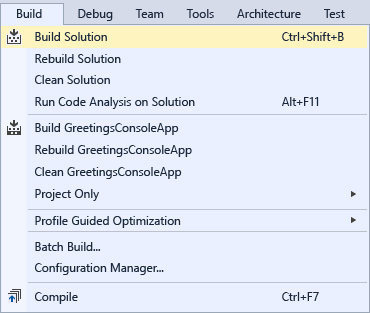 Build Debug Team Tools Architecture Test
Build Solution Ctrl+Shift+B
Rebuild Solution
Clean Solution
Run Code Analysis on Solution Alt+F11
Build GreetingsConsoleApp
Rebuild GreetingsConsoleApp
Clean GreetingsConsoleApp
Project Only
Profile Guided Optimization
Batch Build...
Configuration Manager...
Compile Ctrl+F7